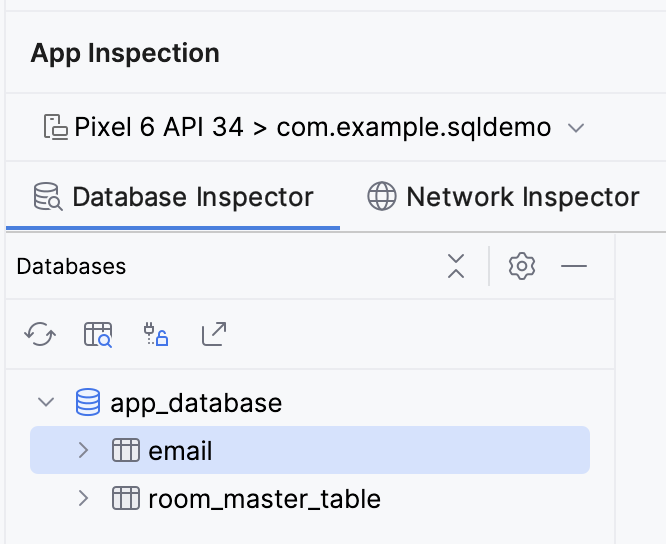 App Inspection
Pixel 6 API 34 > com.example.sqldemo
Database Inspector Network Inspector
Databases
app_database
email
room_master_table